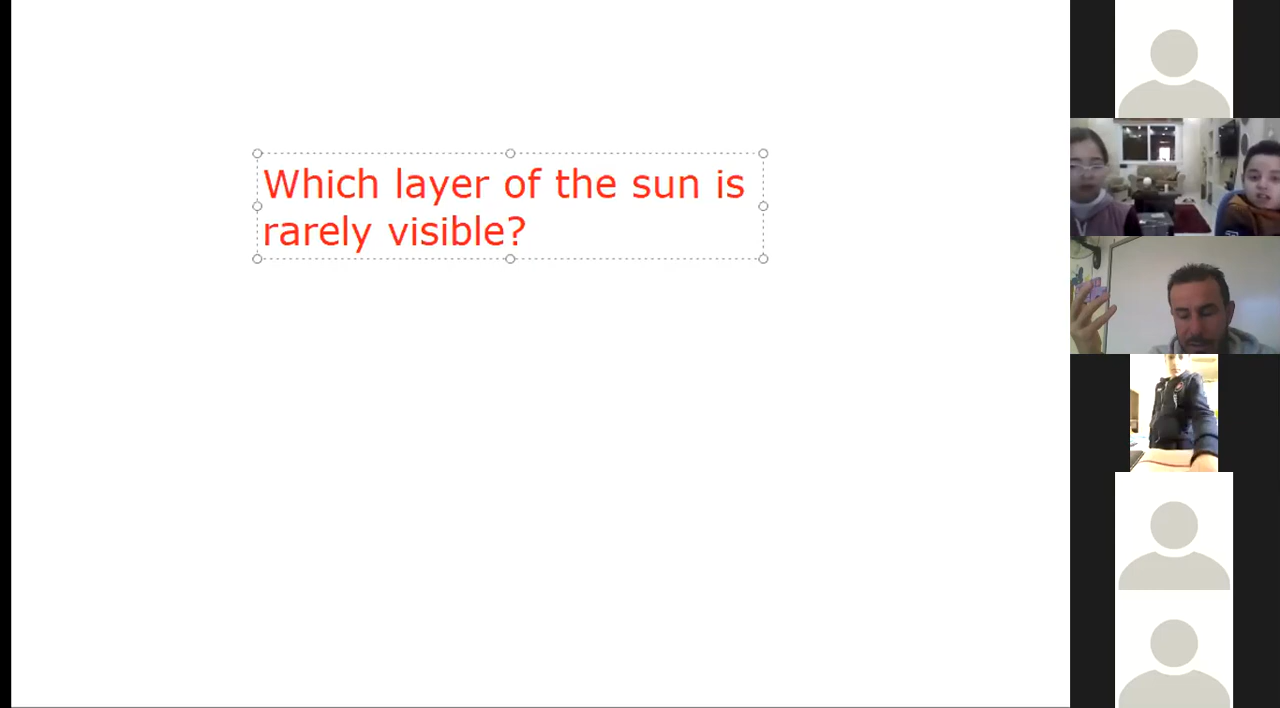 Which layer of the sun is
rarely visible?